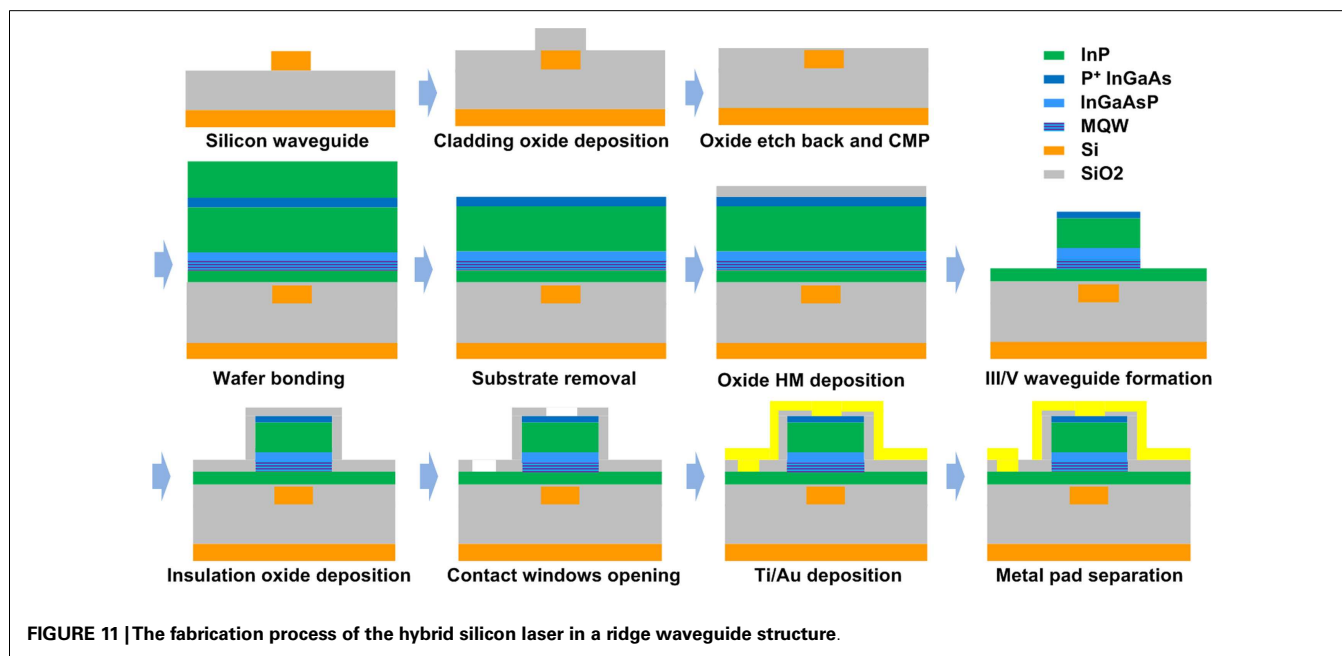 Silicon waveguide
Cladding oxide deposition
Oxide etch back and CMP
InP
P⁺ InGaAs
InGaAsP
MQW
Si
SiO2
Wafer bonding
Substrate removal
Oxide HM deposition
III/V waveguide formation
Insulation oxide deposition
Contact windows opening
Ti/Au deposition
Metal pad separation
FIGURE 11 | The fabrication process of the hybrid silicon laser in a ridge waveguide structure.